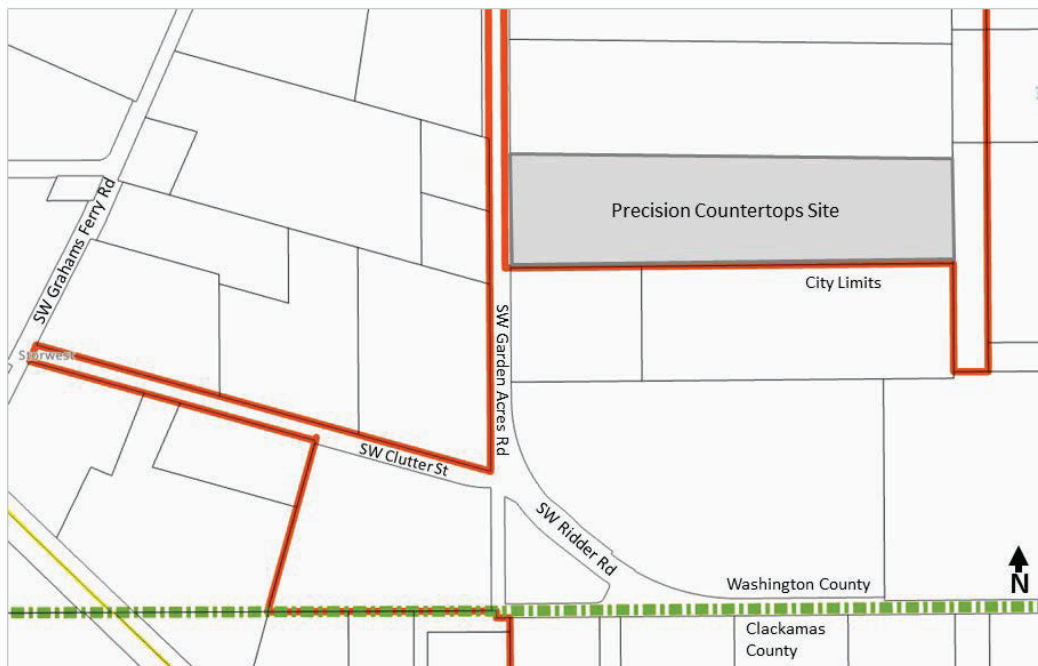 Precision Countertops Site
SW Grahams Ferry Rd
City Limits
SW Garden Acres Rd
Storwest
SW Clutter St
SW Ridder Rd
Washington County
N
Clackamas
County